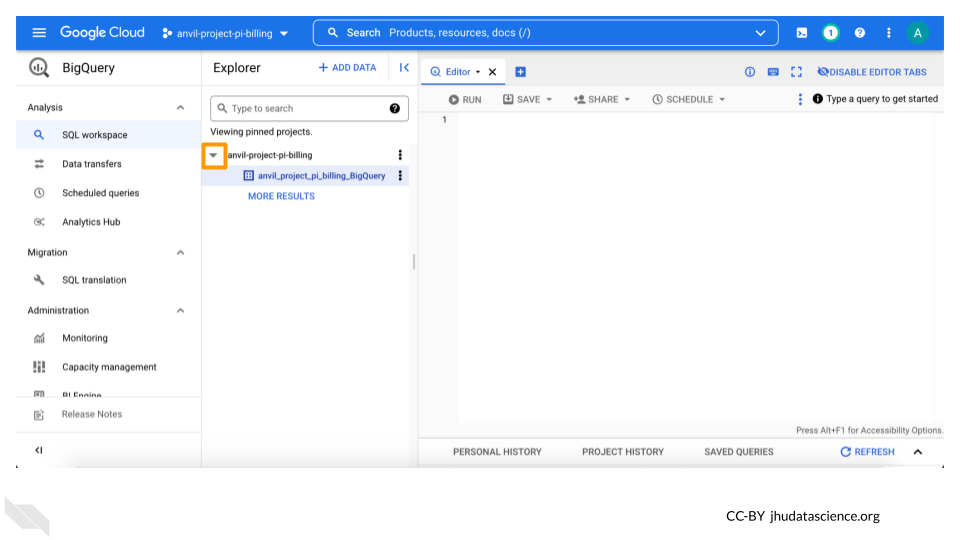 Google Cloud anvil-project-pi-billing Search Products, resources, docs (/) 1 ? A
BigQuery
Analysis
SQL workspace
Data transfers
Scheduled queries
Analytics Hub
Migration
SQL translation
Administration
Monitoring
Capacity management
BI Engine
Release Notes
Explorer + ADD DATA
Type to search
Viewing pinned projects.
anvil-project-pi-billing
anvil_project_pi_billing_BigQuery
MORE RESULTS
Editor DISABLE EDITOR TABS
RUN SAVE SHARE SCHEDULE Type a query to get started
1
Press Alt+F1 for Accessibility Options.
PERSONAL HISTORY PROJECT HISTORY SAVED QUERIES REFRESH
CC-BY jhudatascience.org